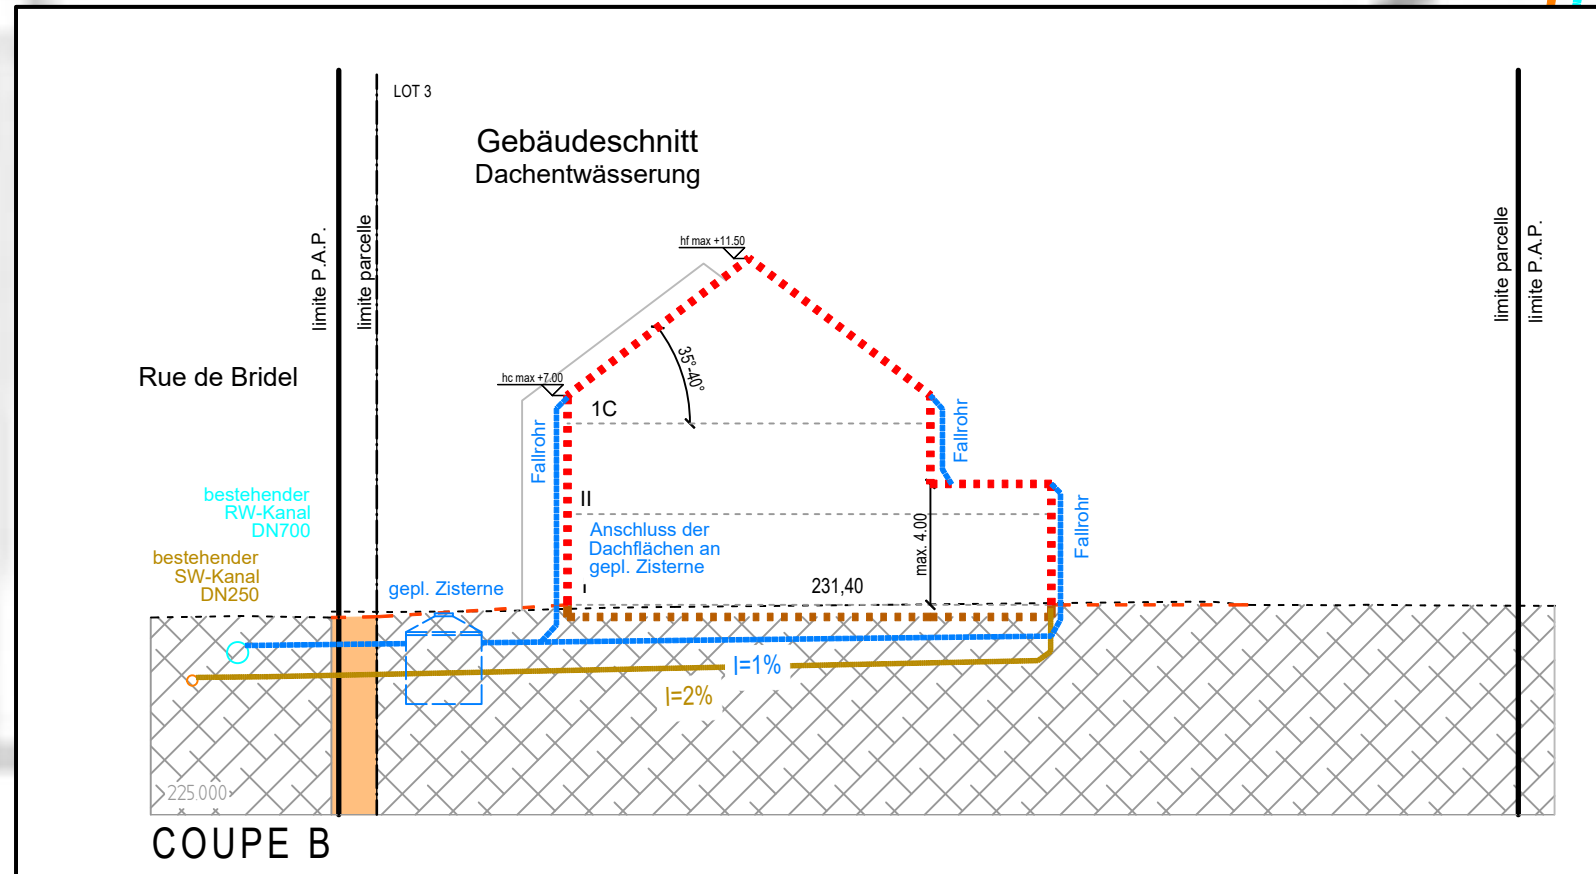 LOT 3
Gebäudeschnitt
Dachentwässerung
limite P.A.P.
limite parcelle
limite parcelle
limite P.A.P.
hf max +11.50
35°-40°
hc max +7.00
Rue de Bridel
1C
Fallrohr
Fallrohr
bestehender
RW-Kanal
DN700
II
Anschluss der
Dachflächen an
gepl. Zisterne
max. 4.00
Fallrohr
bestehender
SW-Kanal
DN250
gepl. Zisterne
I
231,40
I=1%
I=2%
225.000
COUPE B